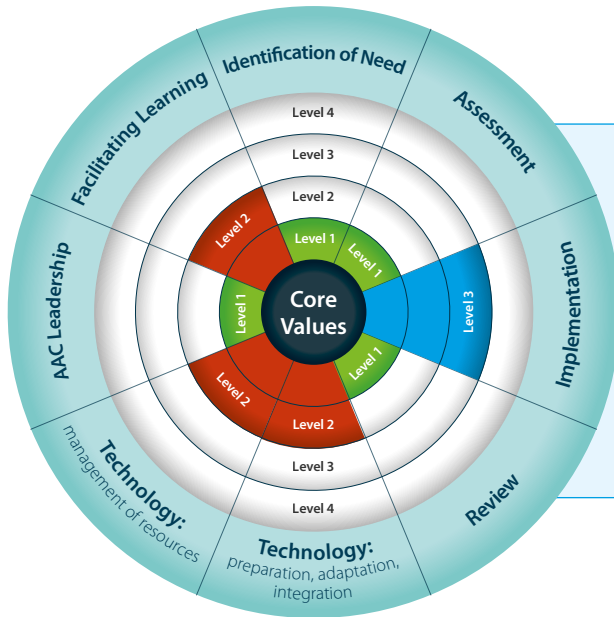 Identification of Need
Assessment
Implementation
Review
Technology:
preparation, adaptation,
integration
Technology:
management of resources
AAC Leadership
Facilitating Learning
Level 4
Level 3
Level 2
Level 1
Level 1
Level 3
Level 1
Level 2
Level 3
Level 4
Level 2
Level 1
Level 2
Core
Values